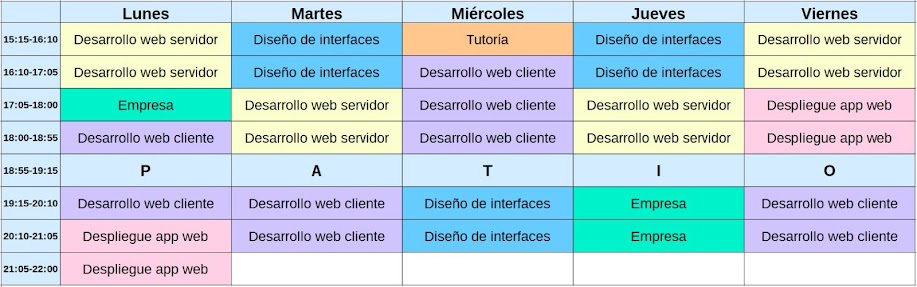 Lunes Martes Miércoles Jueves Viernes
15:15-16:10 Desarrollo web servidor Diseño de interfaces Tutoría Diseño de interfaces Desarrollo web servidor
16:10-17:05 Desarrollo web servidor Diseño de interfaces Desarrollo web cliente Diseño de interfaces Desarrollo web servidor
17:05-18:00 Empresa Desarrollo web servidor Desarrollo web cliente Desarrollo web servidor Despliegue app web
18:00-18:55 Desarrollo web cliente Desarrollo web servidor Desarrollo web cliente Desarrollo web servidor Despliegue app web
18:55-19:15 P A T I O
19:15-20:10 Desarrollo web cliente Desarrollo web cliente Diseño de interfaces Empresa Desarrollo web cliente
20:10-21:05 Despliegue app web Desarrollo web cliente Diseño de interfaces Empresa Desarrollo web cliente
21:05-22:00 Despliegue app web